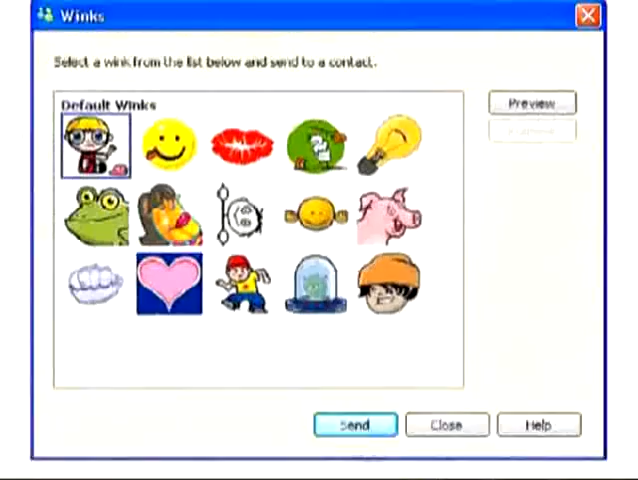 Winks
Select a wink from the list below and send to a contact.
Default Winks
Preview
Send
Close
Help